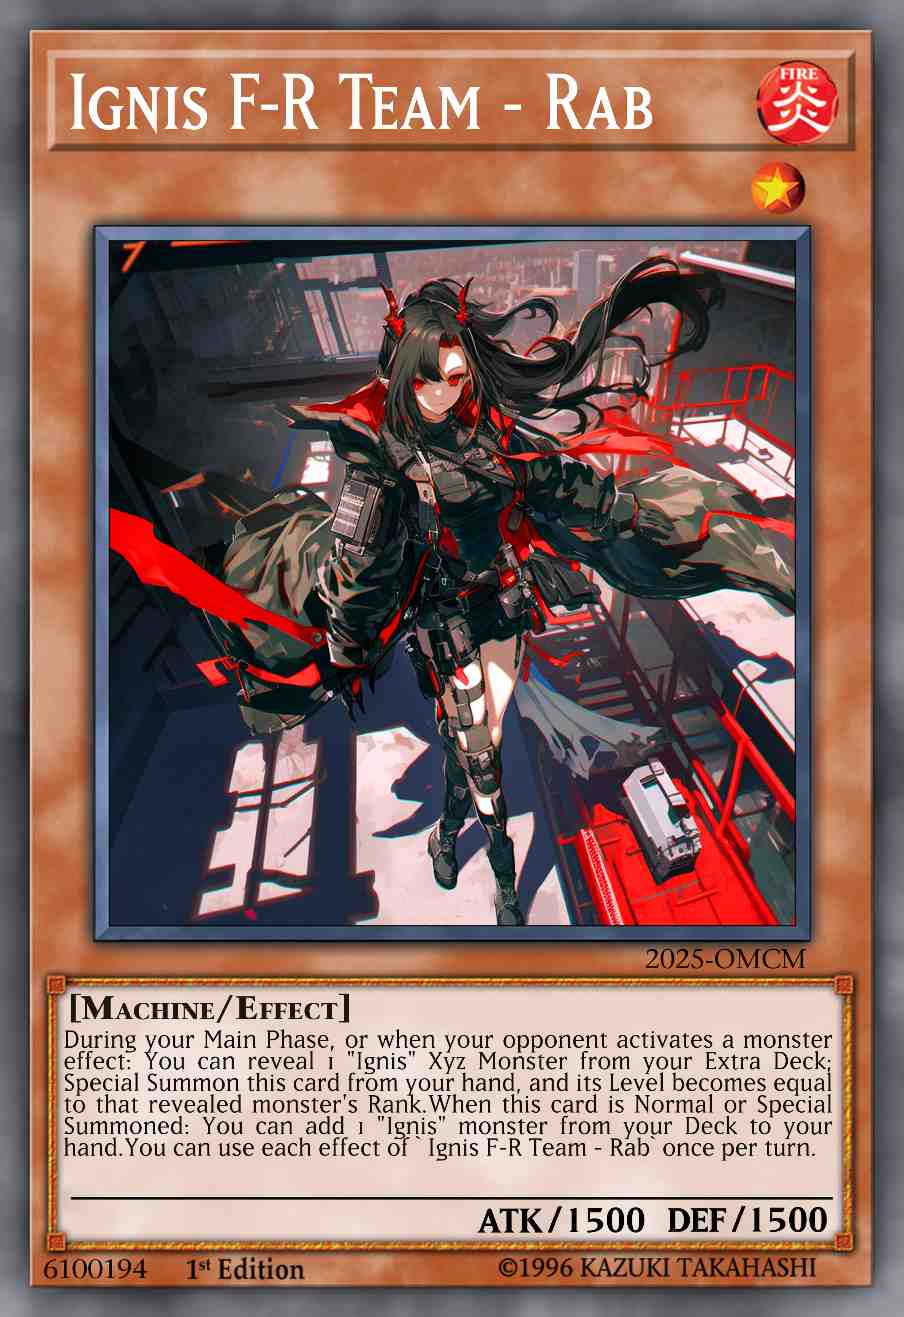 Ignis F-R Team - Rab
FIRE
炎
2025-OMCM
[Machine/Effect]
During your Main Phase, or when your opponent activates a monster
effect: You can reveal 1 "Ignis" Xyz Monster from your Extra Deck;
Special Summon this card from your hand, and its Level becomes equal
to that revealed monster's Rank.When this card is Normal or Special
Summoned: You can add 1 "Ignis" monster from your Deck to your
hand.You can use each effect of `Ignis F-R Team - Rab` once per turn.
ATK/1500 DEF/1500
6100194 1st Edition ©1996 KAZUKI TAKAHASHI